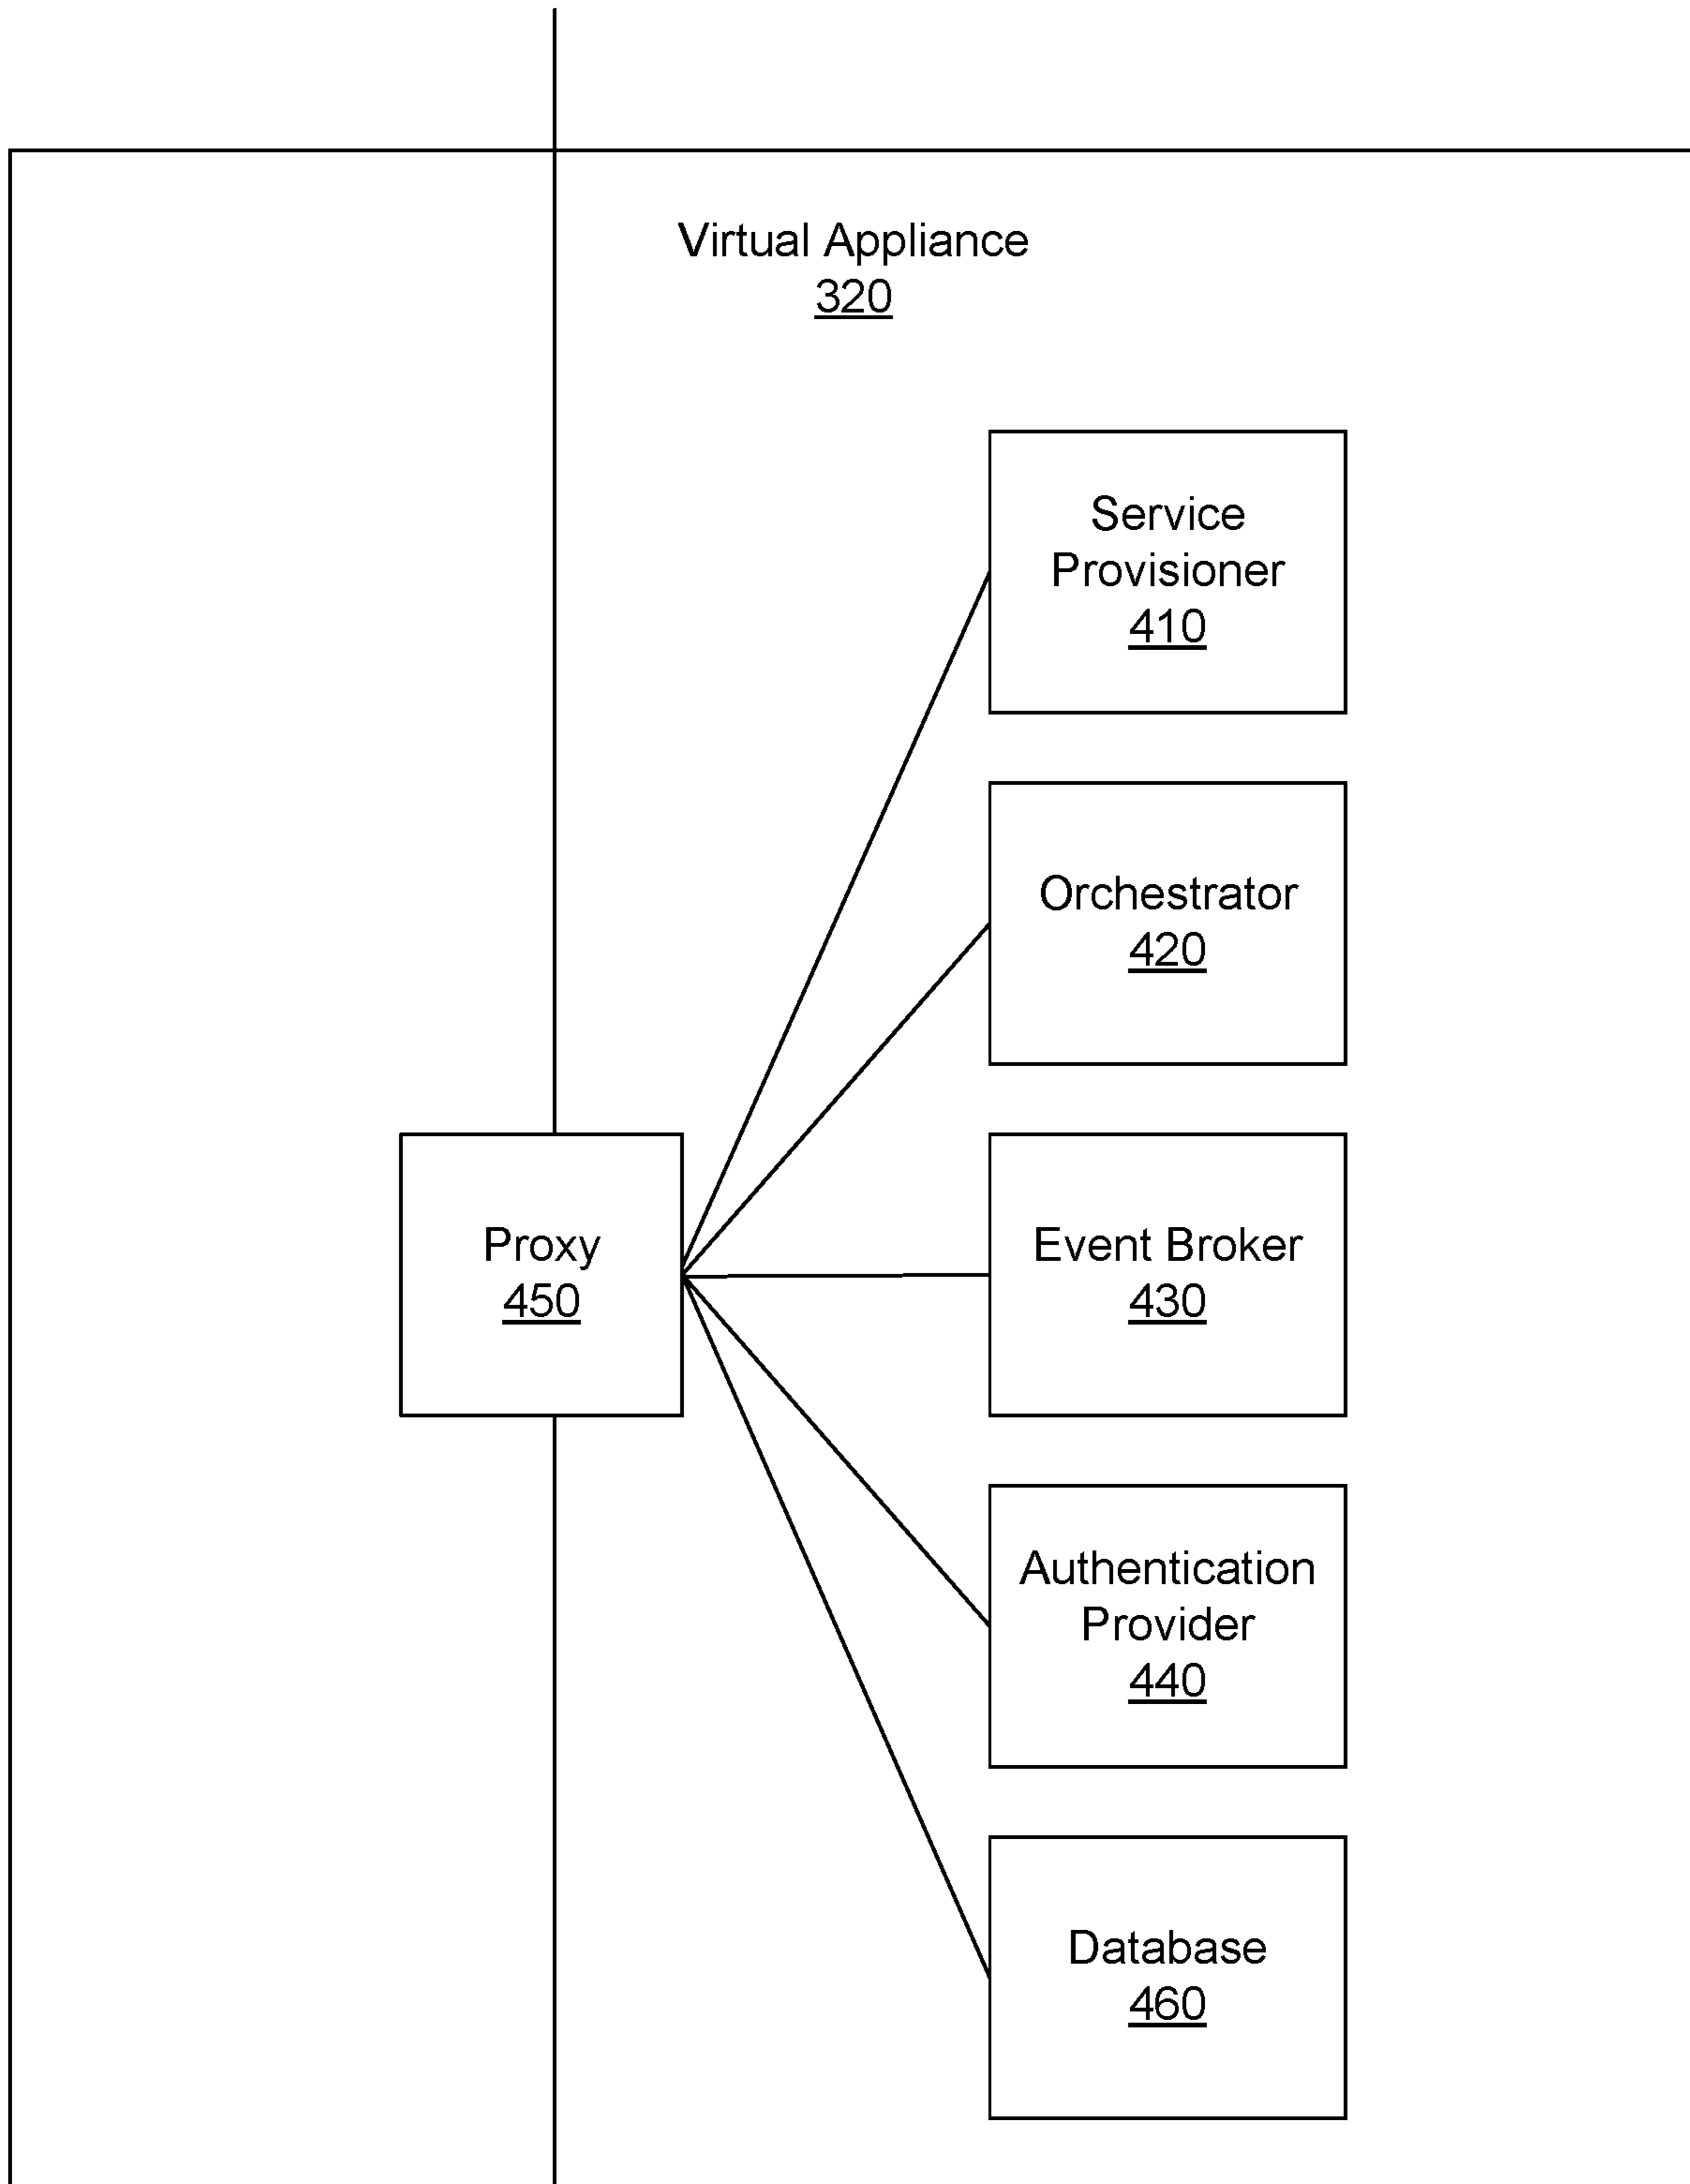 Virtual Appliance
320
Service
Provisioner
410
Orchestrator
420
Proxy
450
Event Broker
430
Authentication
Provider
440
Database
460